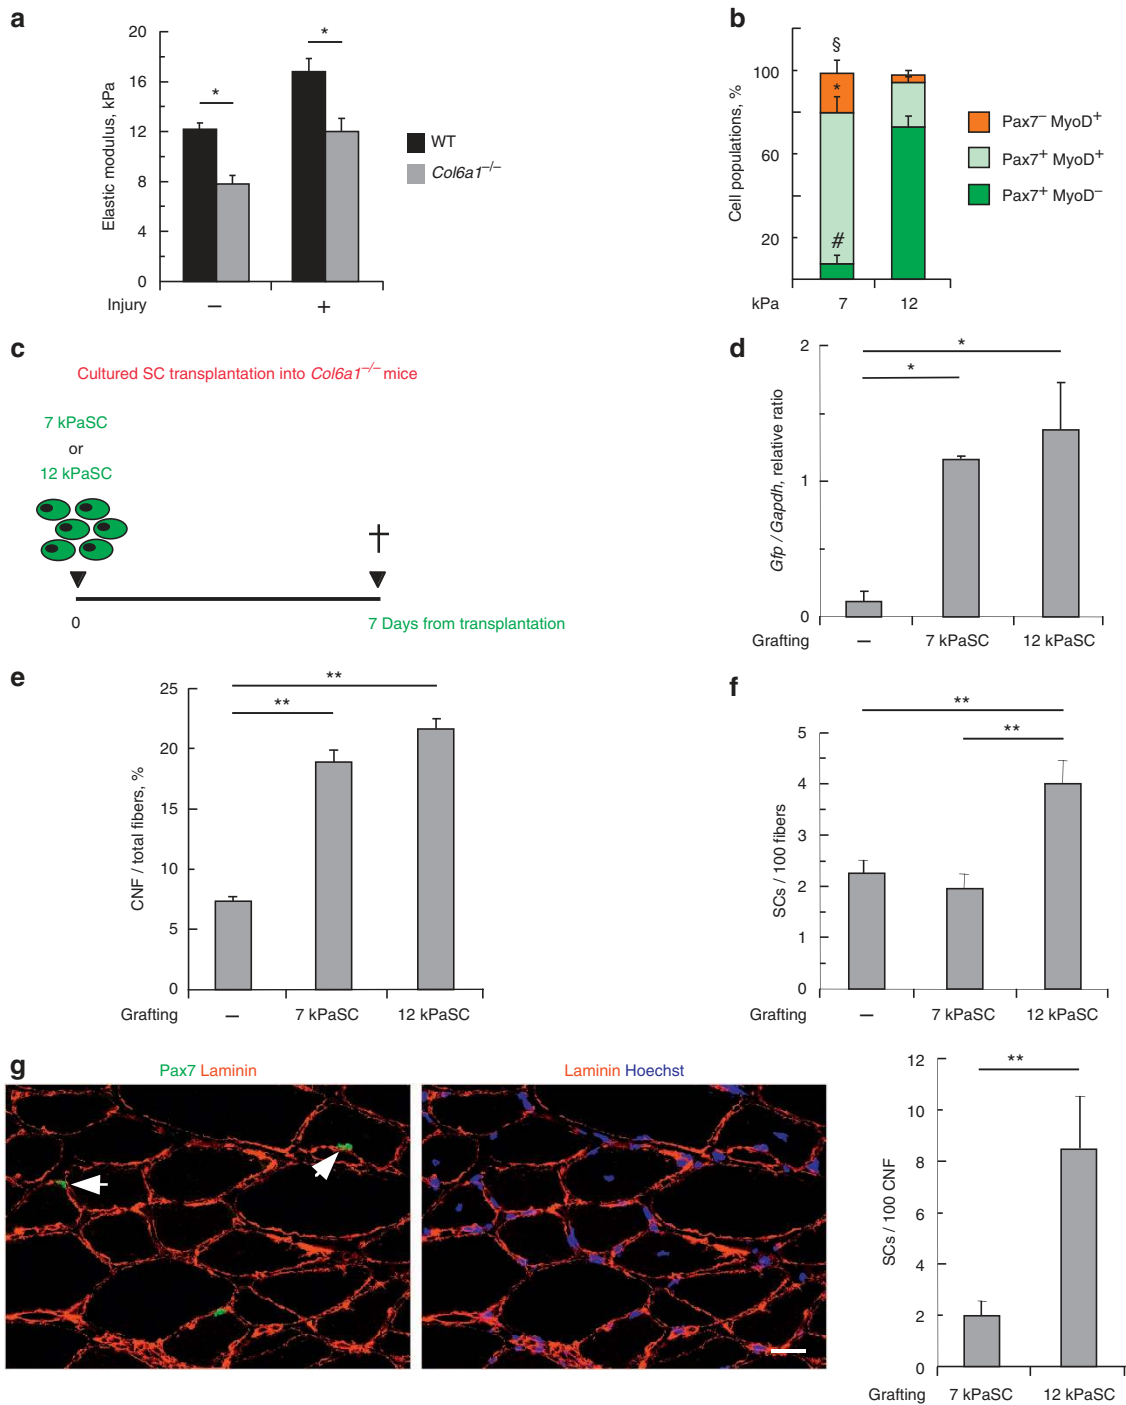 a
Elastic modulus, kPa
20
16
12
8
4
0
*
*
WT
Col6a1–/–
Injury
–
+
b
Cell populations, %
100
60
20
§
*
#
kPa
7
12
Pax7– MyoD+
Pax7+ MyoD+
Pax7+ MyoD–
c
Cultured SC transplantation into Col6a1–/– mice
7 kPaSC
or
12 kPaSC
0
7 Days from transplantation
d
Gfp / Gapdh, relative ratio
2
1
0
*
*
Grafting
–
7 kPaSC
12 kPaSC
e
CNF / total fibers, %
25
20
15
10
5
0
**
**
Grafting
–
7 kPaSC
12 kPaSC
f
SCs / 100 fibers
5
4
3
2
1
0
**
**
Grafting
–
7 kPaSC
12 kPaSC
g
Pax7 Laminin
Laminin Hoechst
SCs / 100 CNF
12
10
8
6
4
2
0
**
Grafting
7 kPaSC
12 kPaSC